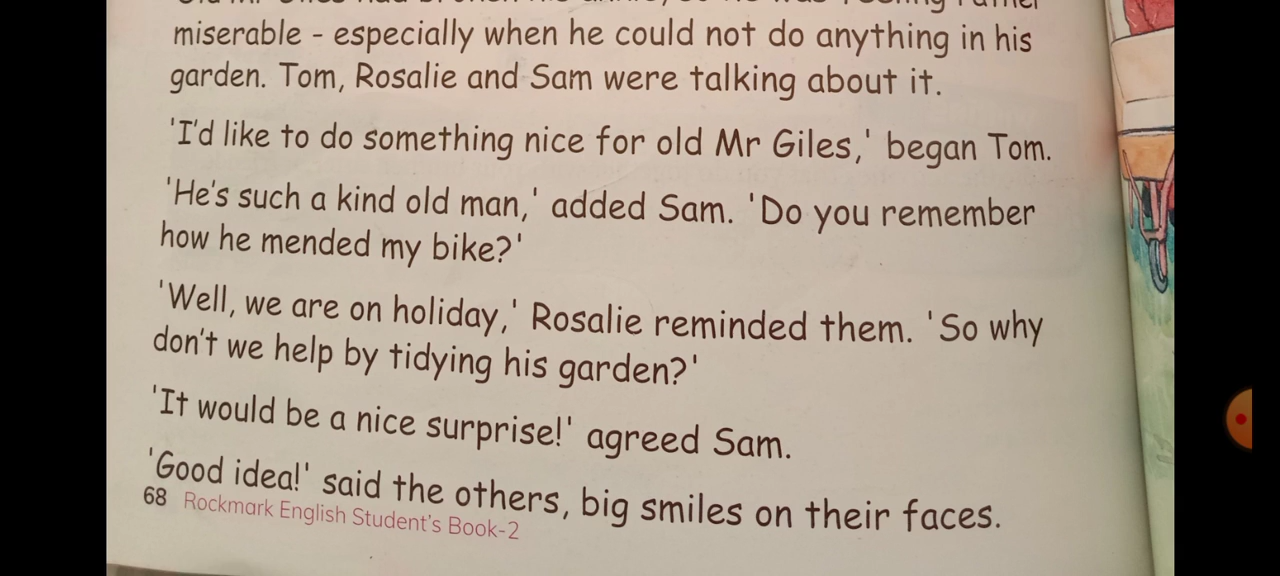 miserable - especially when he could not do anything in his
garden. Tom, Rosalie and Sam were talking about it.
'I'd like to do something nice for old Mr Giles,' began Tom.
'He's such a kind old man,' added Sam. 'Do you remember
how he mended my bike?'
'Well, we are on holiday,' Rosalie reminded them. 'So why
don't we help by tidying his garden?'
'It would be a nice surprise!' agreed Sam.
'Good idea!' said the others, big smiles on their faces.
68 Rockmark English Student's Book-2